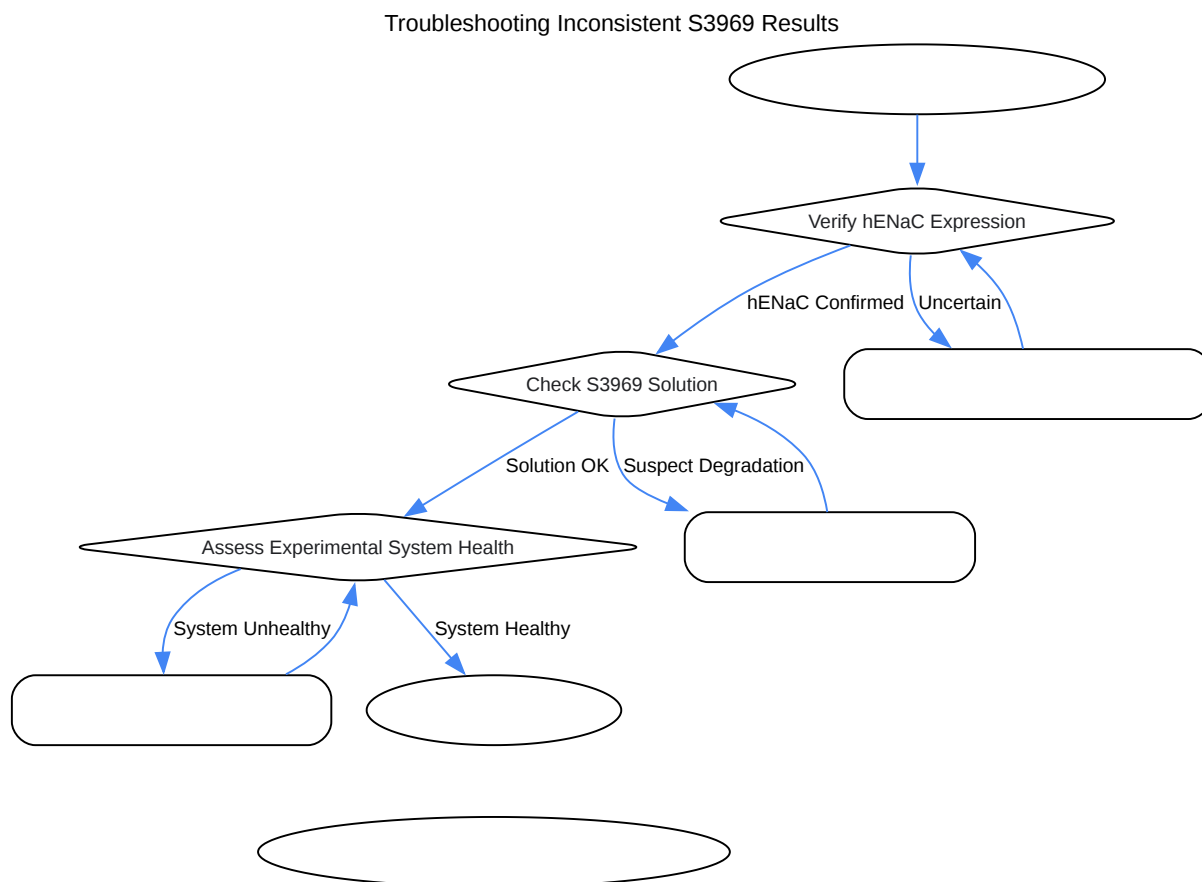 Troubleshooting Inconsistent S3969 Results
Verify hENaC Expression
hENaC Confirmed
Uncertain
Check S3969 Solution
Solution OK
Suspect Degradation
Assess Experimental System Health
System Unhealthy
System Healthy